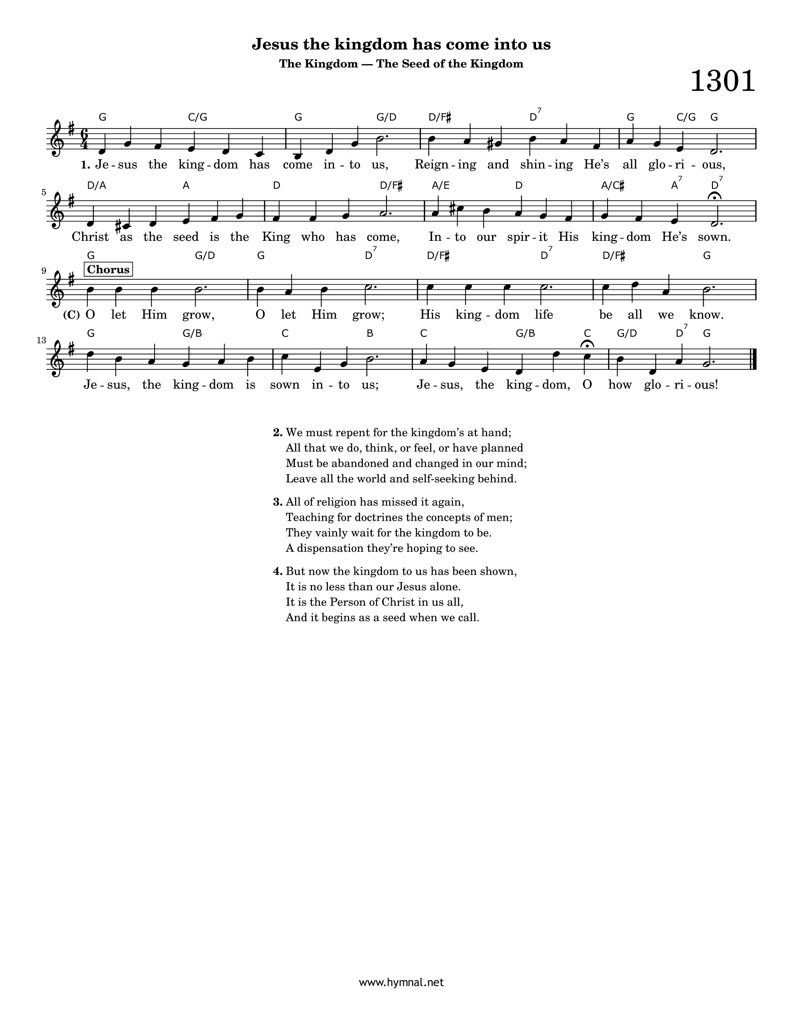 Jesus the kingdom has come into us
The Kingdom — The Seed of the Kingdom
1301
G C/G G G/D D/F♯ D7 G C/G G
6
4
1. Je - sus the king - dom has come in - to us, Reign - ing and shin - ing He's all glo - ri - ous,
5
D/A A D D/F♯ A/E D A/C♯ A7 D7
Christ as the seed is the King who has come, In - to our spir - it His king - dom He's sown.
9
G G/D G D7 D/F♯ D7 D/F♯ G
Chorus
(C) O let Him grow, O let Him grow; His king - dom life be all we know.
13
G G/B C B C G/B C G/D D7 G
Je - sus, the king - dom is sown in - to us; Je - sus, the king - dom, O how glo - ri - ous!
2. We must repent for the kingdom's at hand;
All that we do, think, or feel, or have planned
Must be abandoned and changed in our mind;
Leave all the world and self-seeking behind.
3. All of religion has missed it again,
Teaching for doctrines the concepts of men;
They vainly wait for the kingdom to be.
A dispensation they're hoping to see.
4. But now the kingdom to us has been shown,
It is no less than our Jesus alone.
It is the Person of Christ in us all,
And it begins as a seed when we call.
www.hymnal.net